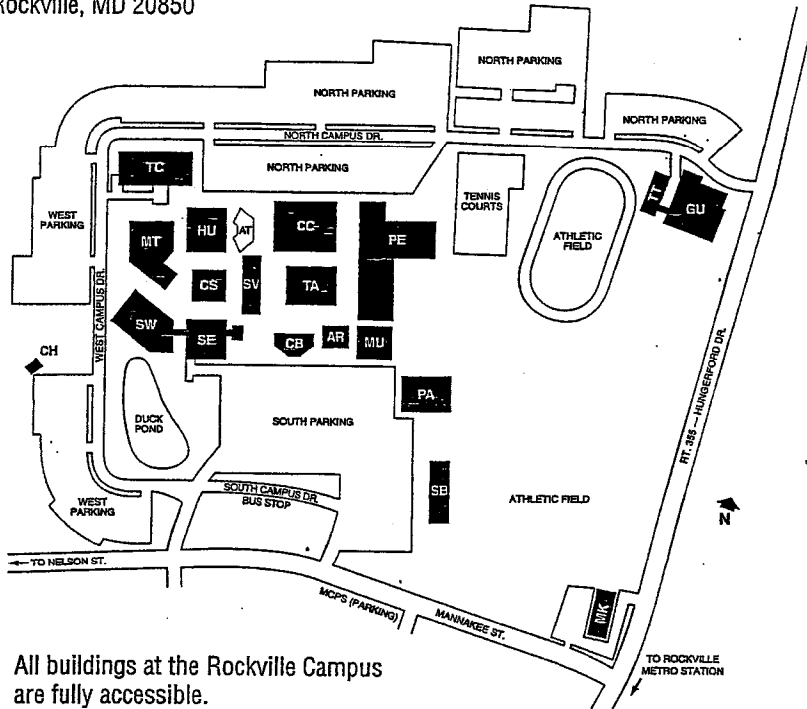 Rockville, MD 20850
NORTH PARKING
NORTH PARKING
NORTH PARKING
NORTH CAMPUS DR.
NORTH PARKING
TC
TT
GU
WEST
PARKING
TENNIS
COURTS
HU
AT
CC
MT
PE
ATHLETIC
FIELD
CS
SV
TA
WEST CAMPUS DR.
SW
SE
CB
AR
MU
CH
RT. 355 — HUNGERFORD DR.
PA
DUCK
POND
SOUTH PARKING
SB
SOUTH CAMPUS DR.
BUS STOP
ATHLETIC FIELD
WEST
PARKING
N
TO NELSON ST.
MCPS (PARKING)
MANNAKEE ST.
MK
TO ROCKVILLE
METRO STATION
All buildings at the Rockville Campus
are fully accessible.